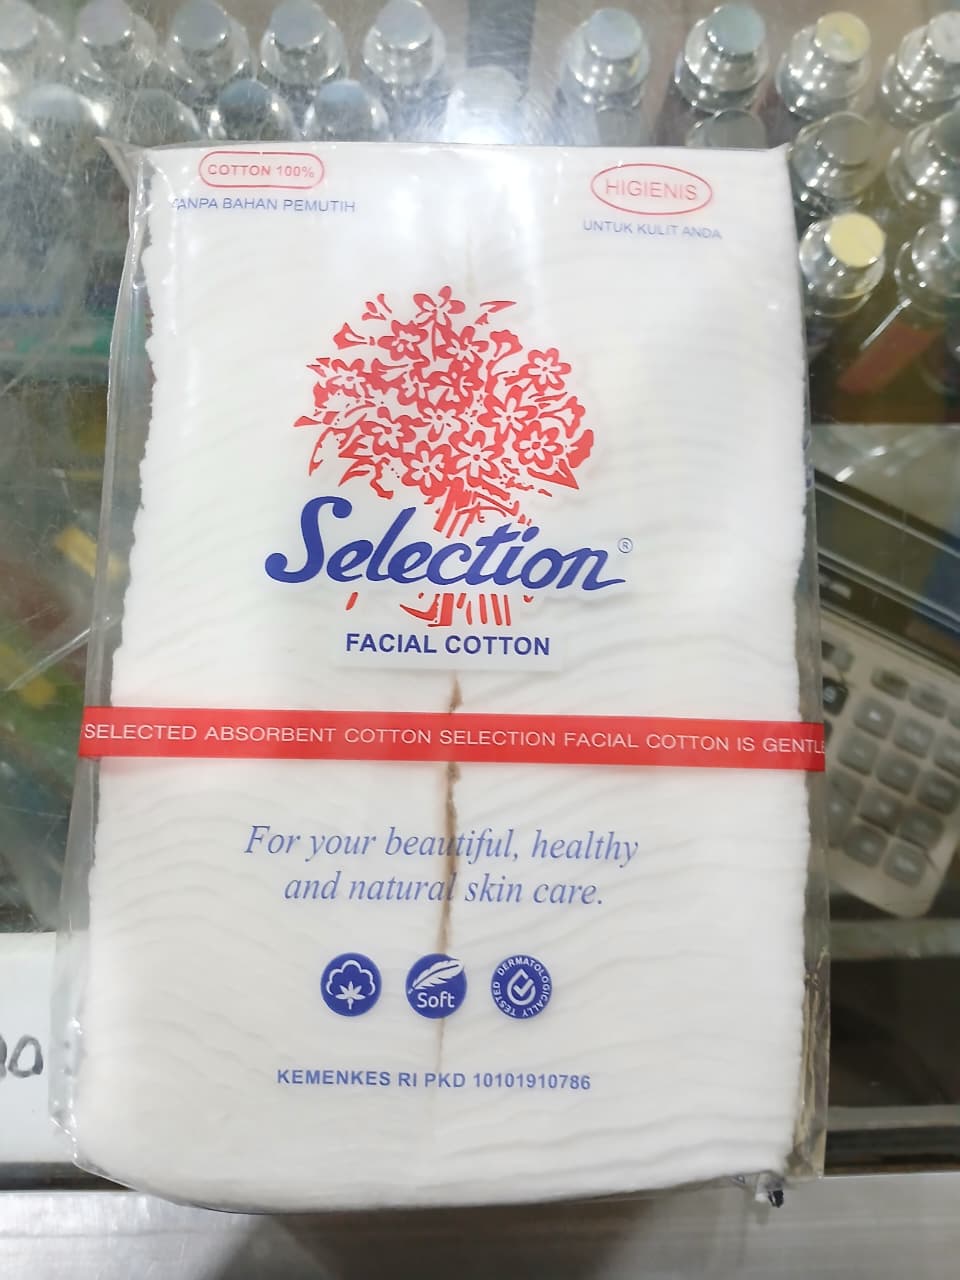 COTTON 100%
TANPA BAHAN PEMUTIH
HIGIENIS
UNTUK KULIT ANDA
Selection®
FACIAL COTTON
SELECTED ABSORBENT COTTON SELECTION FACIAL COTTON IS GENTLE
For your beautiful, healthy
and natural skin care.
Soft
DERMATOLOGICALLY TESTED
KEMENKES RI PKD 10101910786